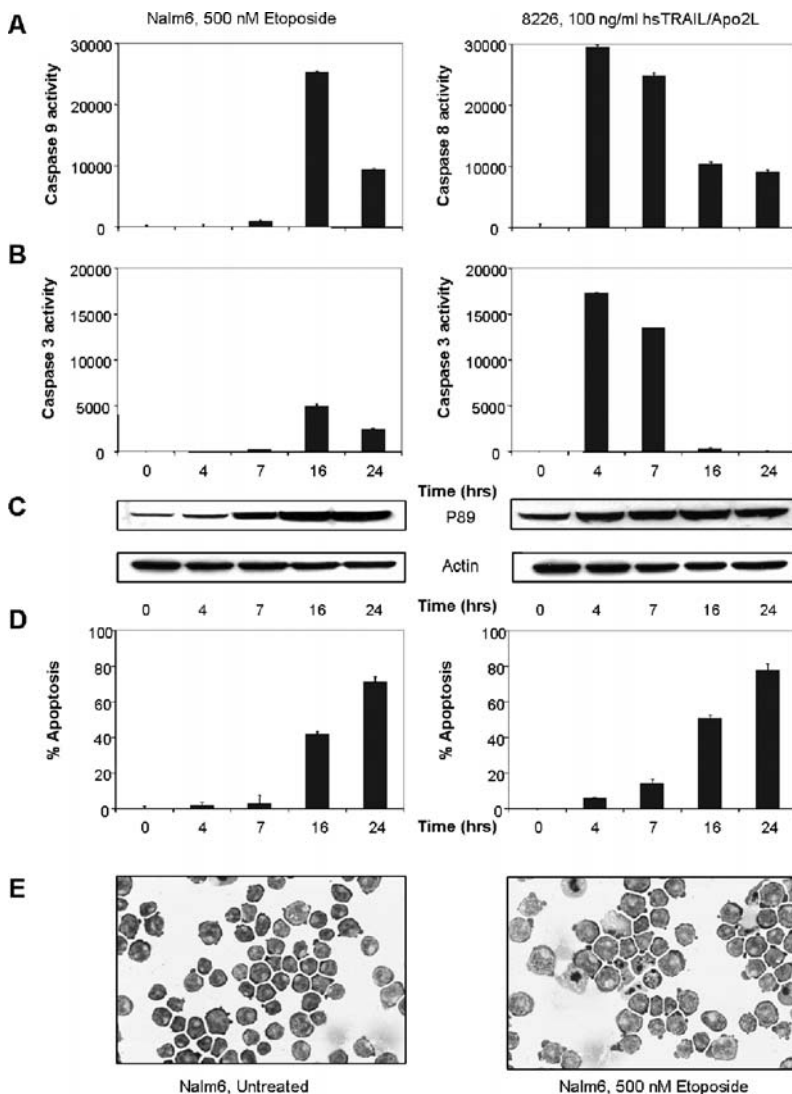 A
Nalm6, 500 nM Etoposide
8226, 100 ng/ml hsTRAIL/Apo2L
Caspase 9 activity
30000
20000
10000
0
Caspase 8 activity
30000
20000
10000
0
B
Caspase 3 activity
20000
15000
10000
5000
0
0 4 7 16 24
Caspase 3 activity
20000
15000
10000
5000
0
0 4 7 16 24
Time (hrs)
C
P89
Actin
0 4 7 16 24
Time (hrs)
0 4 7 16 24
D
% Apoptosis
100
80
60
40
20
0
0 4 7 16 24
% Apoptosis
100
80
60
40
20
0
Time (hrs)
0 4 7 16 24
E
Nalm6, Untreated
Nalm6, 500 nM Etoposide